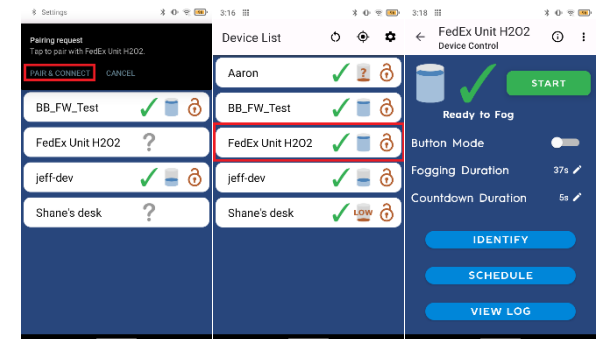 Settings
Pairing request
Tap to pair with FedEx Unit H2O2.
PAIR & CONNECT CANCEL
BB_FW_Test
FedEx Unit H2O2 ?
jeff-dev
Shane's desk ?
3:16
Device List
Aaron ?
BB_FW_Test
FedEx Unit H2O2
jeff-dev
Shane's desk LOW
3:18
FedEx Unit H2O2
Device Control
START
Ready to Fog
Button Mode
Fogging Duration 37s
Countdown Duration 5s
IDENTIFY
SCHEDULE
VIEW LOG